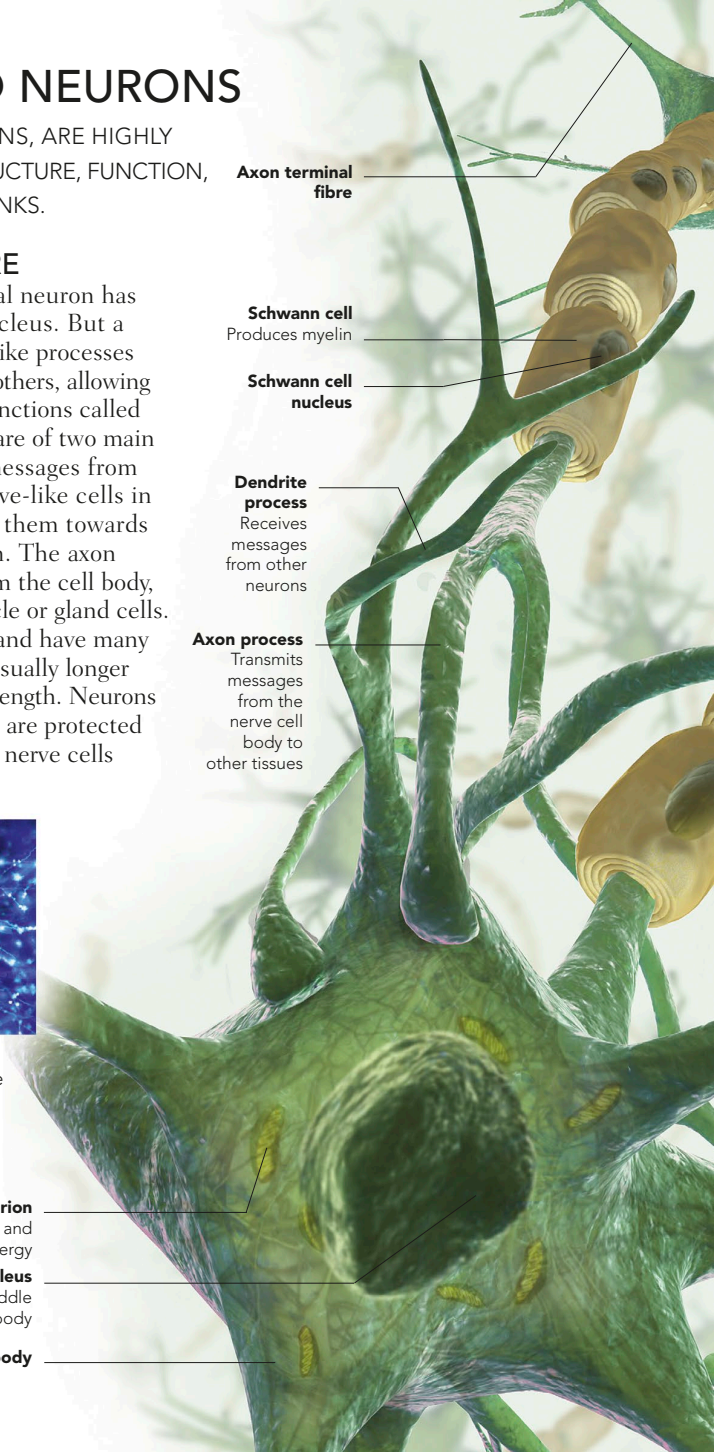 NEURONS
NS, ARE HIGHLY
UCTURE, FUNCTION,
NKS.
RE
al neuron has
cleus. But a
ike processes
others, allowing
nctions called
are of two main
nessages from
ve-like cells in
them towards
n. The axon
m the cell body,
cle or gland cells.
and have many
sually longer
ength. Neurons
are protected
nerve cells
Axon terminal
fibre
Schwann cell
Produces myelin
Schwann cell
nucleus
Dendrite
process
Receives
messages
from other
neurons
Axon process
Transmits
messages
from the
nerve cell
body to
other tissues
e
rion
and
ergy
leus
ddle
body
ody